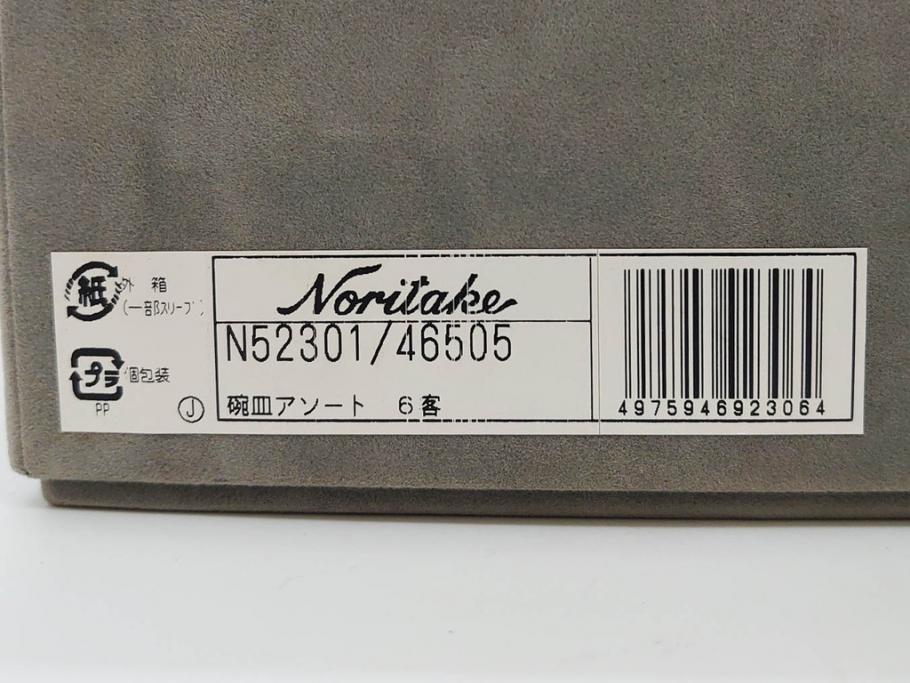 紙 外箱
(一部スリーブ)
プラ 個包装
PP
J
Noritake
N52301/46505
碗皿アソート 6客
4975946923064